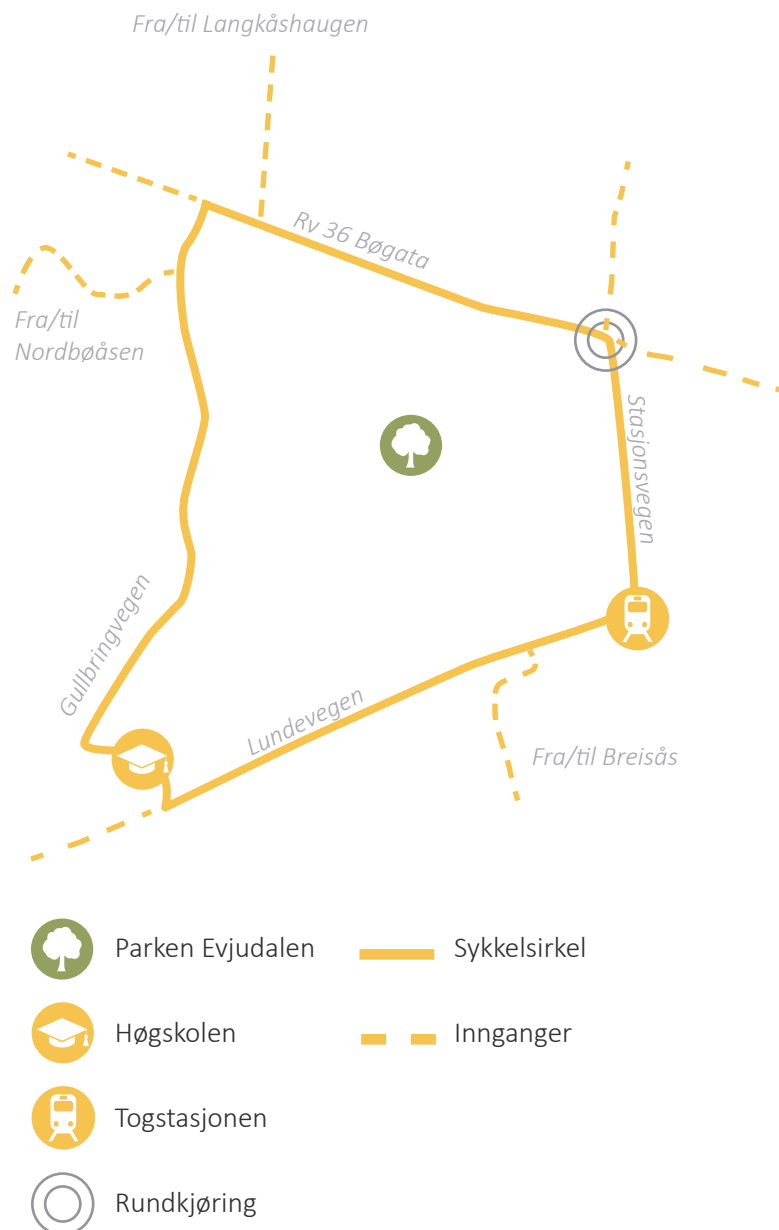 Fra/til Langkåshaugen
Rv 36 Bøgata
Fra/til
Nordbøåsen
Stasjonsvegen
Gullbringvegen
Lundevegen
Fra/til Breisås
Parken Evjudalen
Sykkelsirkel
Høgskolen
Innganger
Togstasjonen
Rundkjøring